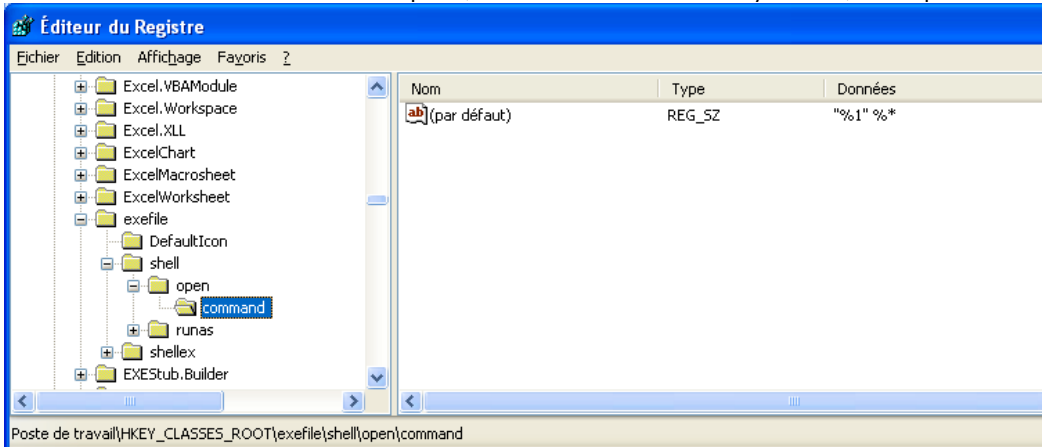 Éditeur du Registre
Fichier Edition Affichage Favoris ?
Excel.VBAModule
Excel.Workspace
Excel.XLL
ExcelChart
ExcelMacrosheet
ExcelWorksheet
exefile
DefaultIcon
shell
open
command
runas
shellex
EXEStub.Builder
Nom Type Données
ab (par défaut) REG_SZ "%1" %*
Poste de travail\HKEY_CLASSES_ROOT\exefile\shell\open\command